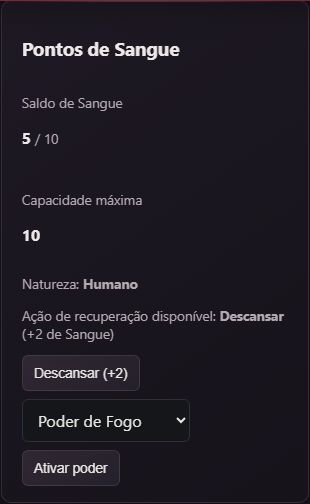 Pontos de Sangue
Saldo de Sangue
5 / 10
Capacidade máxima
10
Natureza: Humano
Ação de recuperação disponível: Descansar
(+2 de Sangue)
Descansar (+2)
Poder de Fogo
Ativar poder